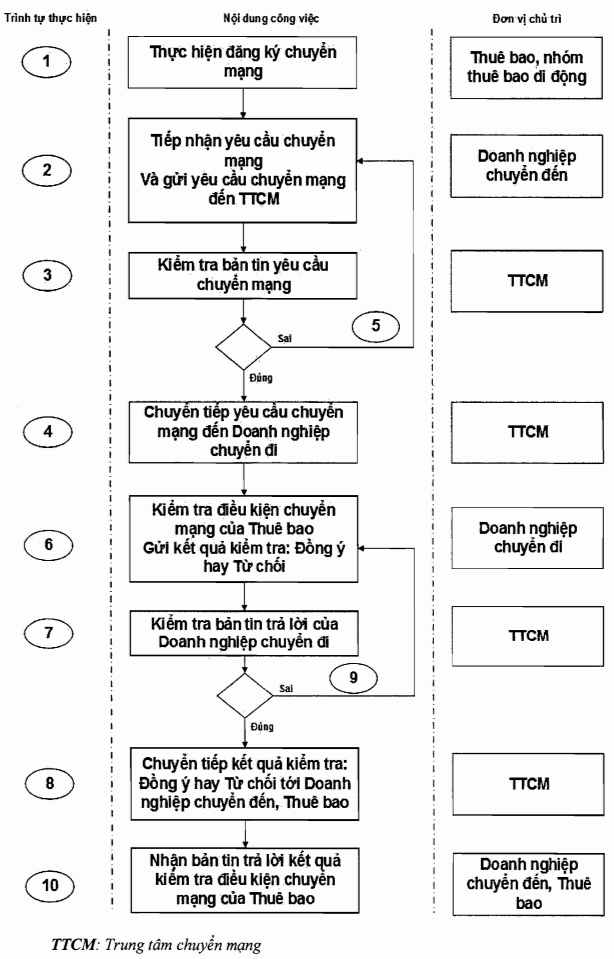 Trình tự thực hiện
Nội dung công việc
Đơn vị chủ trì
1
Thực hiện đăng ký chuyển
mạng
Thuê bao, nhóm
thuê bao di động
2
Tiếp nhận yêu cầu chuyển
mạng
Và gửi yêu cầu chuyển mạng
đến TTCM
Doanh nghiệp
chuyển đến
3
Kiểm tra bản tin yêu cầu
chuyển mạng
TTCM
Sai
5
Đúng
4
Chuyển tiếp yêu cầu chuyển
mạng đến Doanh nghiệp
chuyển đi
TTCM
6
Kiểm tra điều kiện chuyển
mạng của Thuê bao
Gửi kết quả kiểm tra: Đồng ý
hay Từ chối
Doanh nghiệp
chuyển đi
7
Kiểm tra bản tin trả lời của
Doanh nghiệp chuyển đi
TTCM
Sai
9
Đúng
8
Chuyển tiếp kết quả kiểm tra:
Đồng ý hay Từ chối tới Doanh
nghiệp chuyển đến, Thuê bao
TTCM
10
Nhận bản tin trả lời kết quả
kiểm tra điều kiện chuyển
mạng của Thuê bao
Doanh nghiệp
chuyển đến, Thuê
bao
TTCM: Trung tâm chuyển mạng